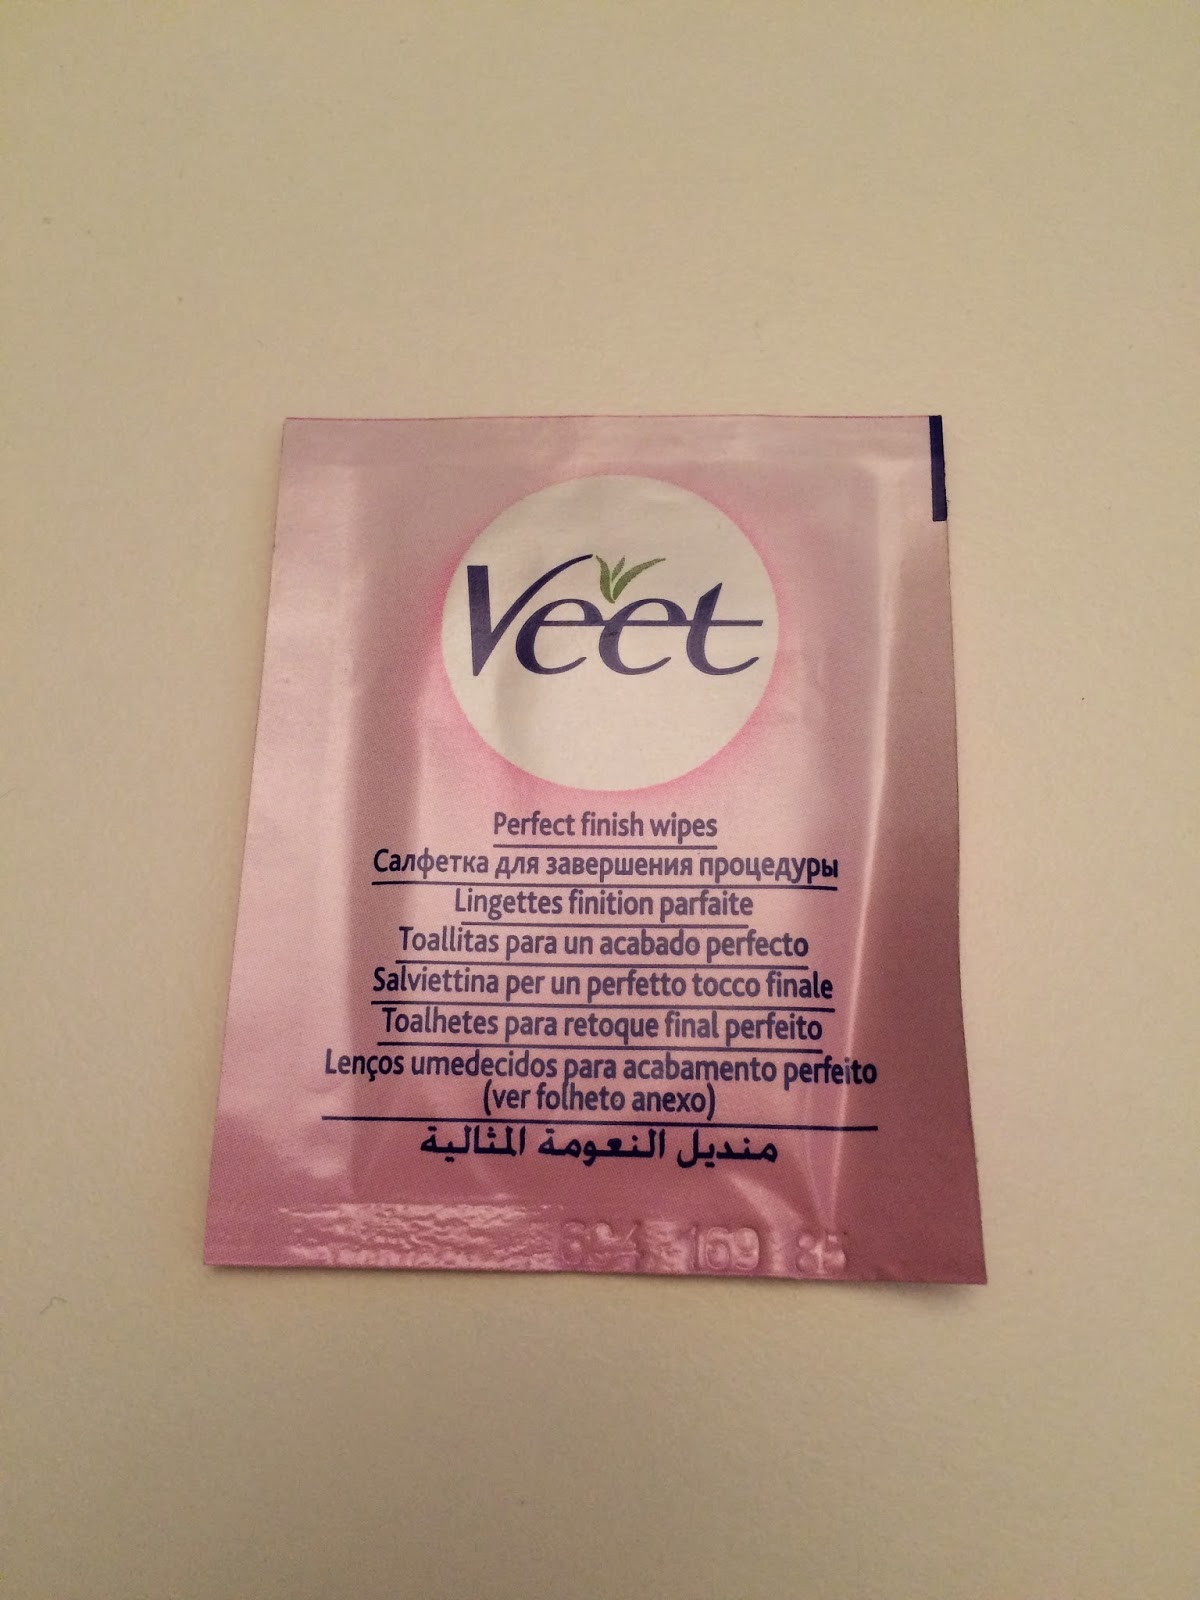 Veet
Perfect finish wipes
Салфетка для завершения процедуры
Lingettes finition parfaite
Toallitas para un acabado perfecto
Salviettina per un perfetto tocco finale
Toalhetes para retoque final perfeito
Lenços umedecidos para acabamento perfeito
(ver folheto anexo)
منديل النعومة المثالية
169